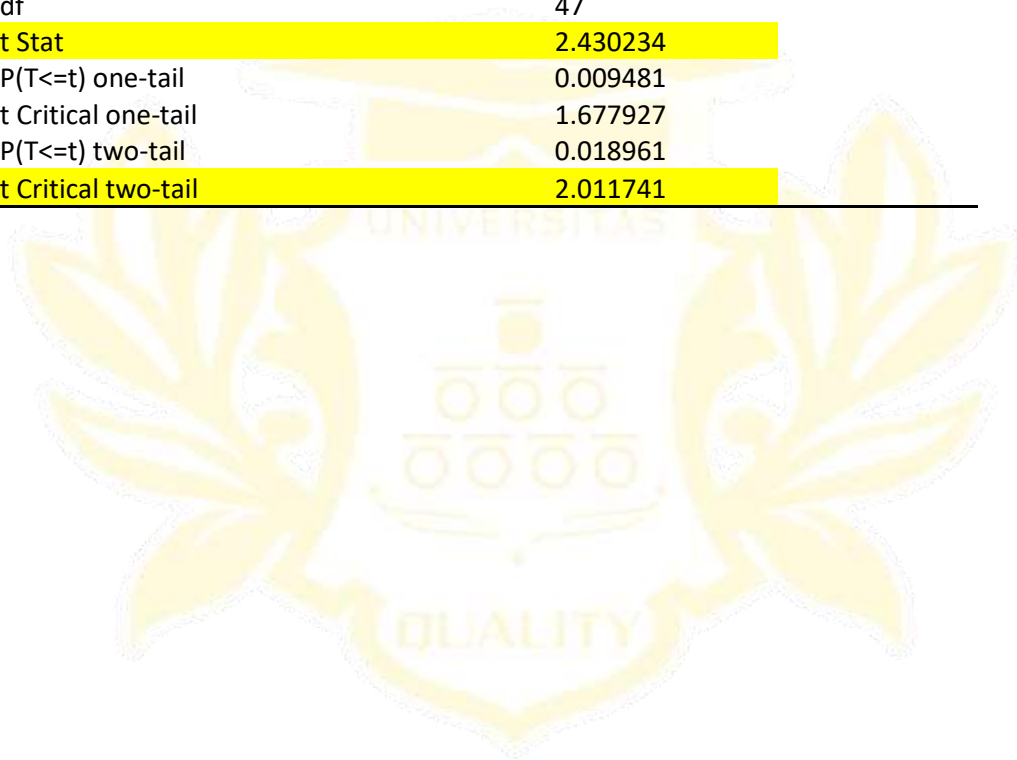 df 47
t Stat 2.430234
P(T<=t) one-tail 0.009481
t Critical one-tail 1.677927
P(T<=t) two-tail 0.018961
t Critical two-tail 2.011741
UNIVERSITAS
QUALITY